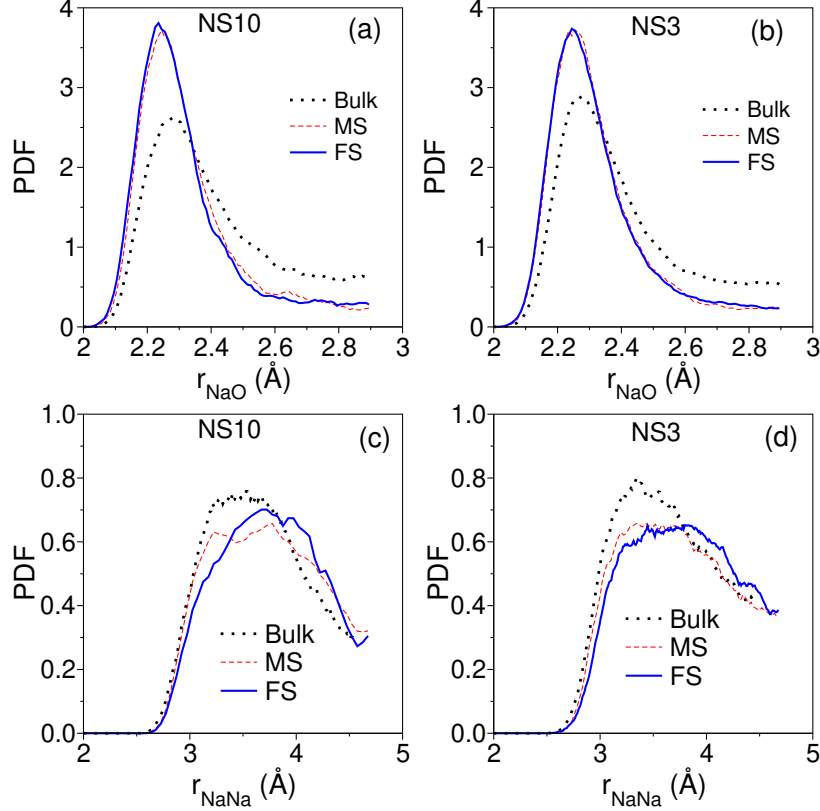 NS10
(a)
PDF
4
3
2
1
0
Bulk
MS
FS
2
2.2
2.4
2.6
2.8
3
r_NaO (Å)
NS3
(b)
PDF
4
3
2
1
0
Bulk
MS
FS
2
2.2
2.4
2.6
2.8
3
r_NaO (Å)
NS10
(c)
PDF
1.0
0.8
0.6
0.4
0.2
0.0
Bulk
MS
FS
2
3
4
5
r_NaNa (Å)
NS3
(d)
PDF
1.0
0.8
0.6
0.4
0.2
0.0
Bulk
MS
FS
2
3
4
5
r_NaNa (Å)